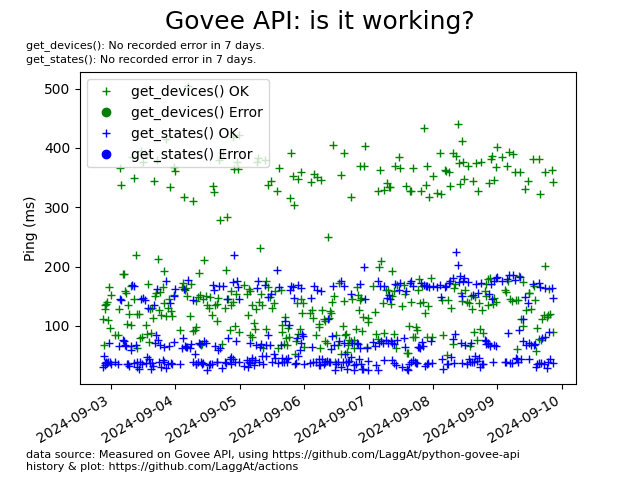 Govee API: is it working?
get_devices(): No recorded error in 7 days.
get_states(): No recorded error in 7 days.
get_devices() OK
get_devices() Error
get_states() OK
get_states() Error
Ping (ms)
500
400
300
200
100
2024-09-03
2024-09-04
2024-09-05
2024-09-06
2024-09-07
2024-09-08
2024-09-09
2024-09-10
data source: Measured on Govee API, using https://github.com/LaggAt/python-govee-api
history & plot: https://github.com/LaggAt/actions